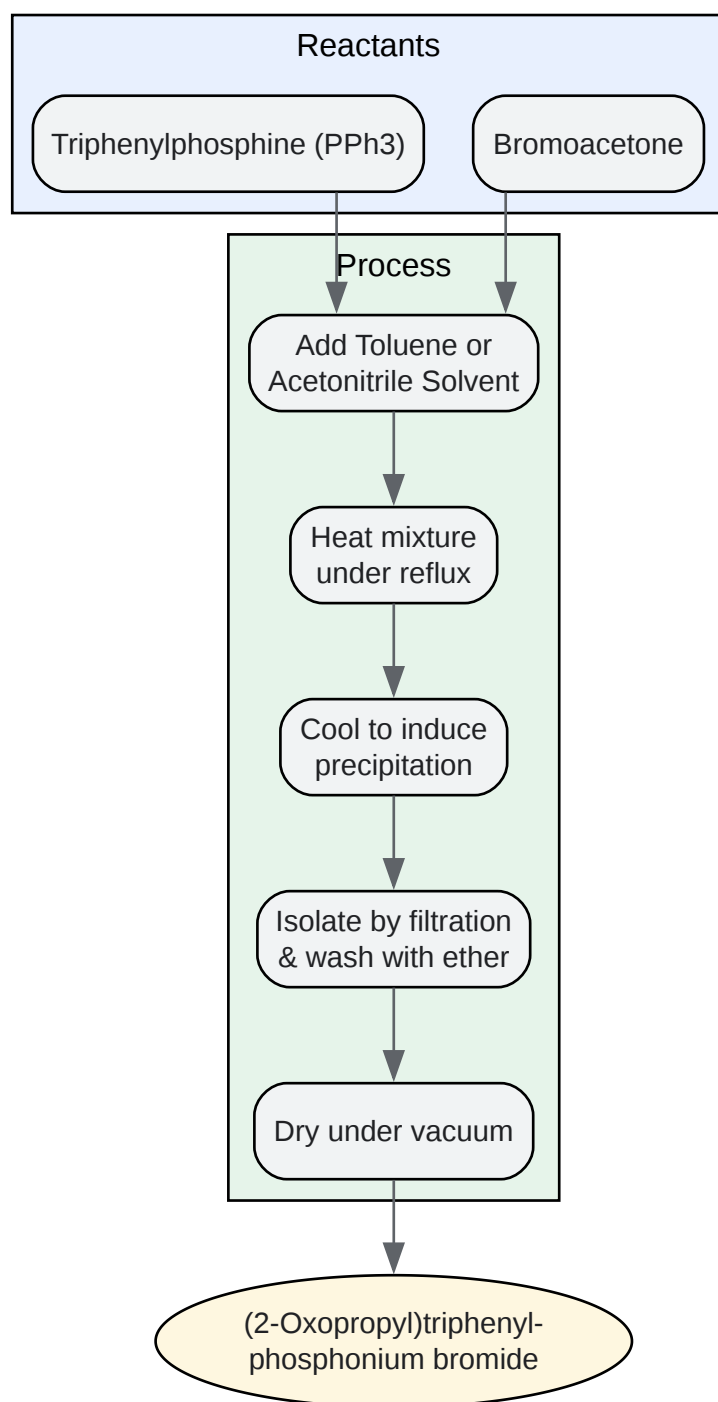 Reactants
Triphenylphosphine (PPh3)
Bromoacetone
Process
Add Toluene or
Acetonitrile Solvent
Heat mixture
under reflux
Cool to induce
precipitation
Isolate by filtration
& wash with ether
Dry under vacuum
(2-Oxopropyl)triphenyl-
phosphonium bromide